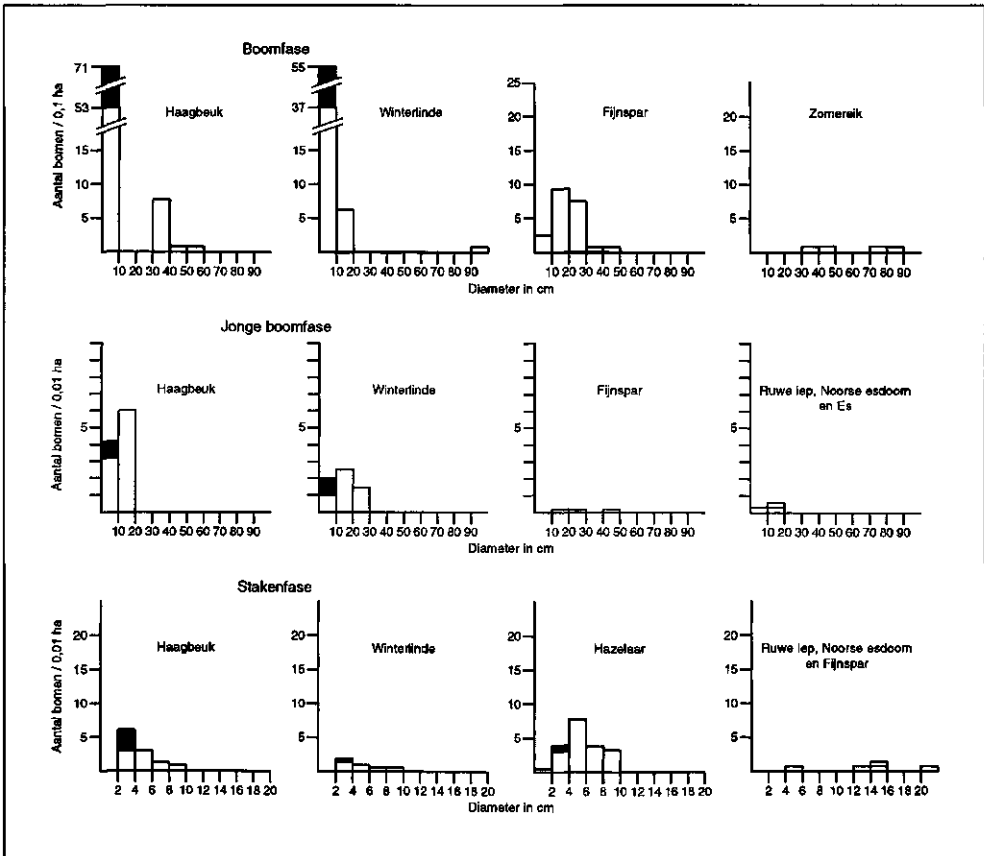 Boomfase
Aantal bomen / 0,1 ha
71
53
15
10
5
Haagbeuk
10 20 30 40 50 60 70 80 90
55
37
15
10
5
Winterlinde
10 20 30 40 50 60 70 80 90
25
20
15
10
5
Fijnspar
10 20 30 40 50 60 70 80 90
20
15
10
5
Zomereik
10 20 30 40 50 60 70 80 90
Diameter in cm
Jonge boomfase
Aantal bomen / 0,01 ha
5
Haagbeuk
10 20 30 40 50 60 70 80 90
5
Winterlinde
10 20 30 40 50 60 70 80 90
5
Fijnspar
10 20 30 40 50 60 70 80 90
5
Ruwe iep, Noorse esdoorn
en Es
10 20 30 40 50 60 70 80 90
Diameter in cm
Stakenfase
Aantal bomen / 0,01 ha
20
15
10
5
Haagbeuk
2 4 6 8 10 12 14 16 18 20
20
15
10
5
Winterlinde
2 4 6 8 10 12 14 16 18 20
20
15
10
5
Hazelaar
2 4 6 8 10 12 14 16 18 20
20
15
10
5
Ruwe iep, Noorse esdoorn
en Fijnspar
2 4 6 8 10 12 14 16 18 20
Diameter in cm